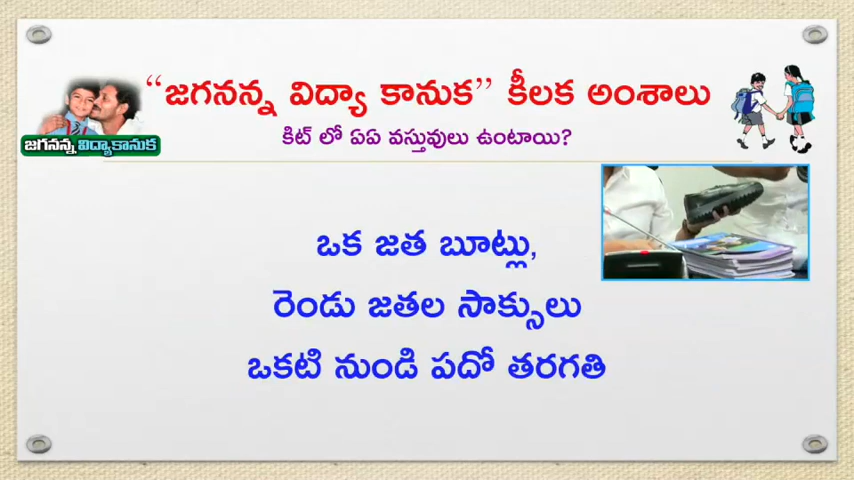 “జగనన్న విద్యా కానుక” కీలక అంశాలు
కిట్ లో ఏఏ వస్తువులు ఉంటాయి?
జగనన్న విద్యాకానుక
ఒక జత బూట్లు,
రెండు జతల సాక్సులు
ఒకటి నుండి పదో తరగతి